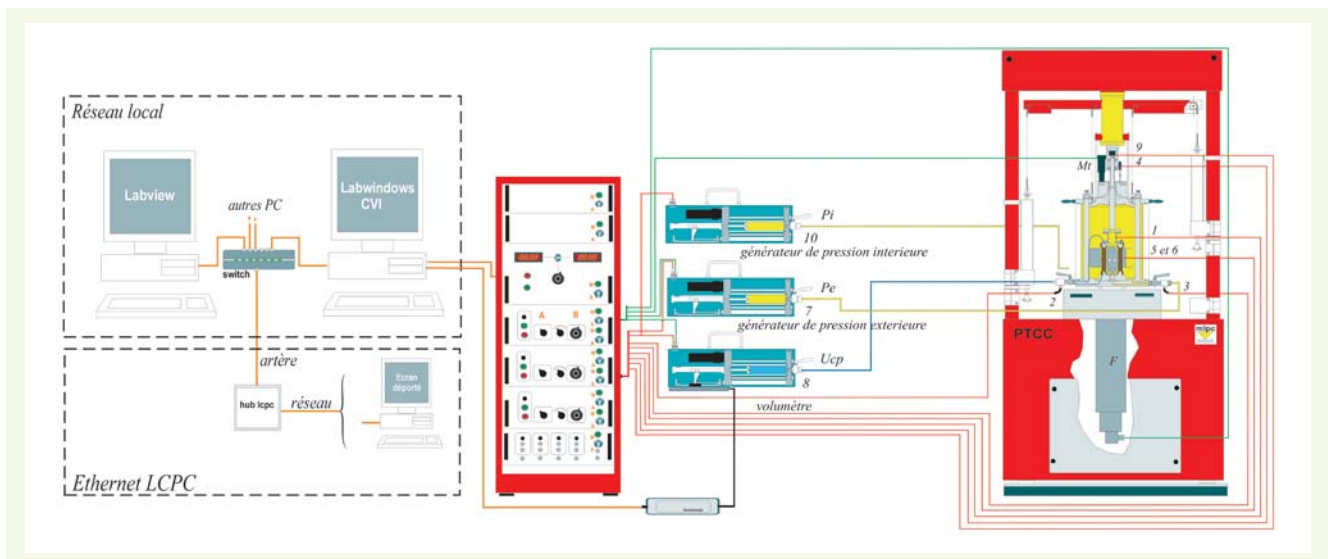 Réseau local
Labview
Labwindows
CVI
autres PC
switch
artère
hub lcpc
réseau
Ecran
déporté
Ethernet LCPC
A
B
Pi
10
générateur de pression interieure
Pe
7
générateur de pression exterieure
Ucp
8
volumètre
9
Mt
4
1
5 et 6
2
3
PTCC
mlpc
F